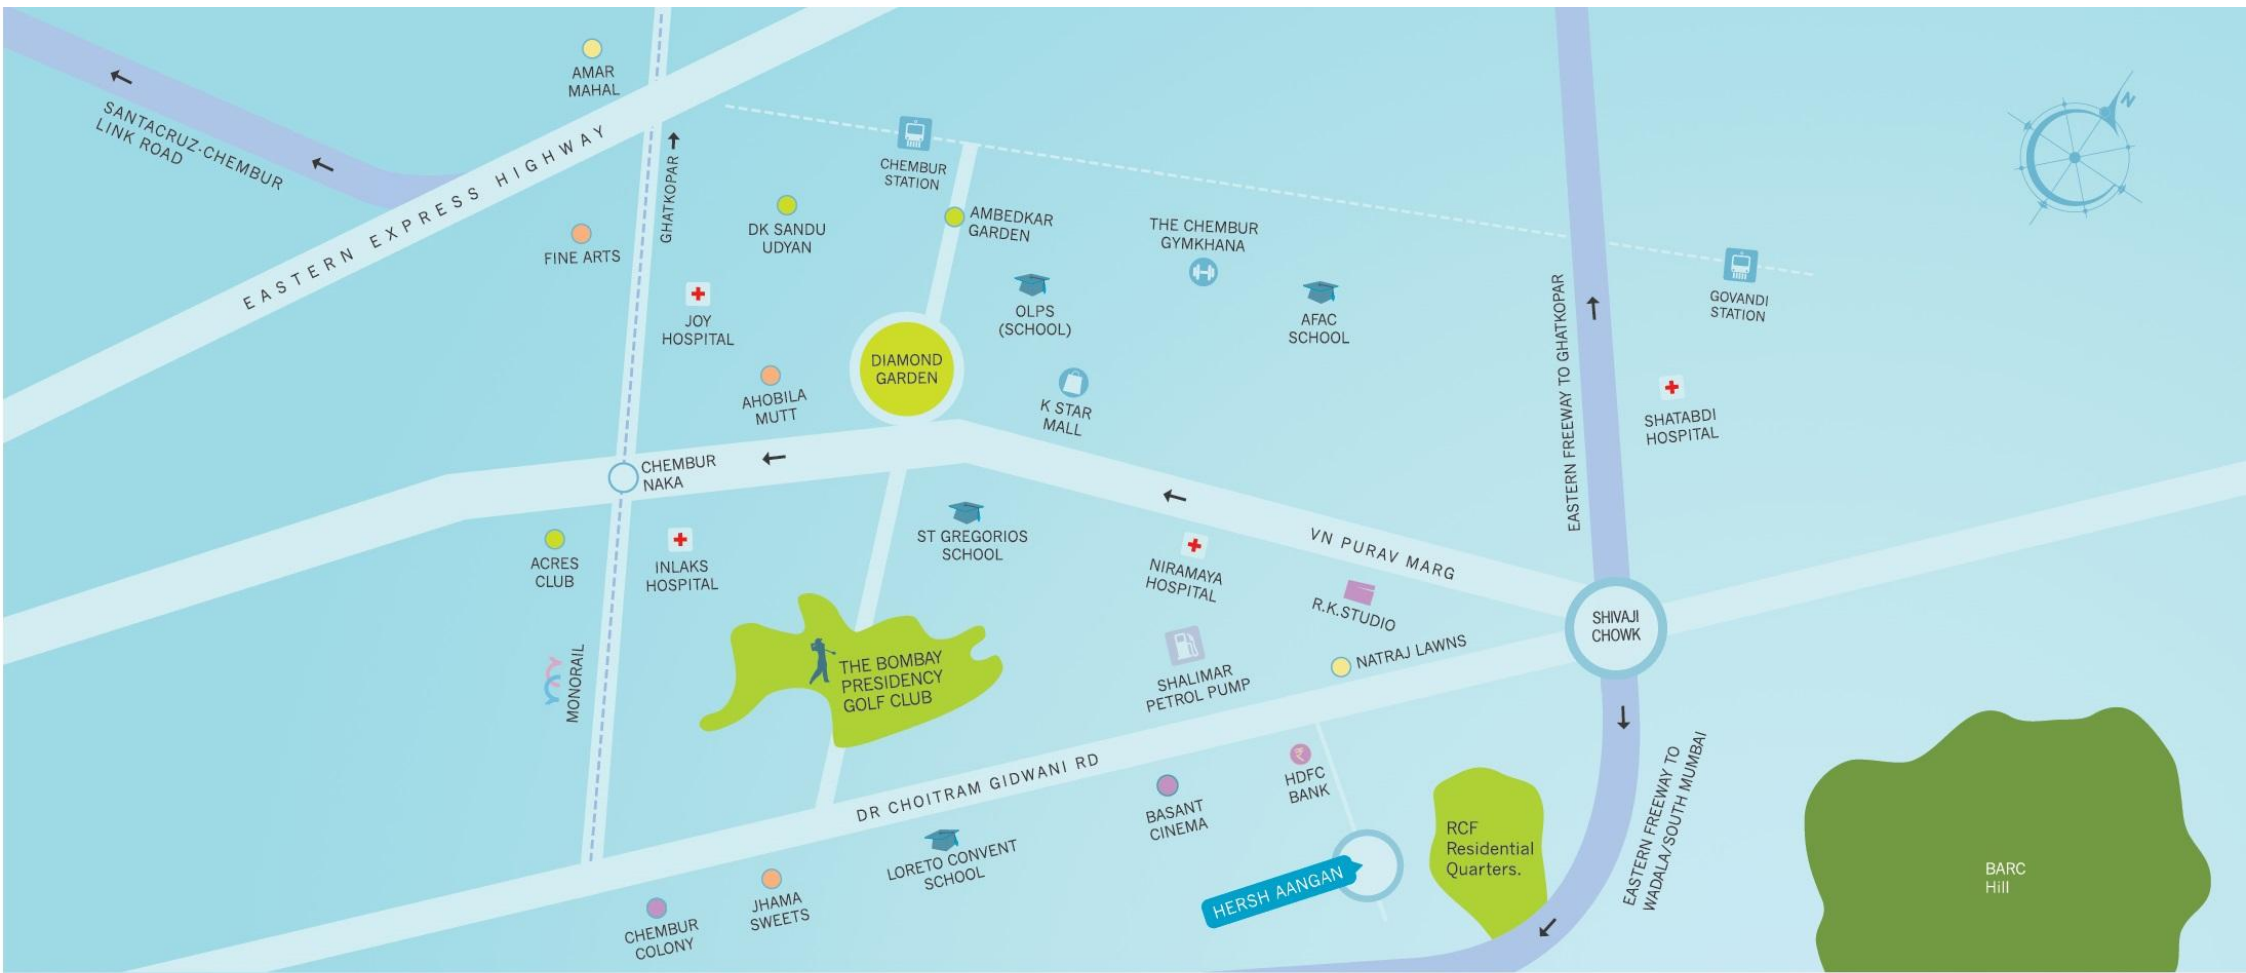 AMAR
MAHAL
N
SANTACRUZ-CHEMBUR
LINK ROAD
EASTERN EXPRESS HIGHWAY
GHATKOPAR
CHEMBUR
STATION
DK SANDU
UDYAN
AMBEDKAR
GARDEN
THE CHEMBUR
GYMKHANA
FINE ARTS
GOVANDI
STATION
JOY
HOSPITAL
OLPS
(SCHOOL)
AFAC
SCHOOL
EASTERN FREEWAY TO GHATKOPAR
DIAMOND
GARDEN
AHOBILA
MUTT
K STAR
MALL
SHATABDI
HOSPITAL
CHEMBUR
NAKA
ACRES
CLUB
INLAKS
HOSPITAL
ST GREGORIOS
SCHOOL
VN PURAV MARG
NIRAMAYA
HOSPITAL
R.K.STUDIO
SHIVAJI
CHOWK
MONORAIL
THE BOMBAY
PRESIDENCY
GOLF CLUB
SHALIMAR
PETROL PUMP
NATRAJ LAWNS
DR CHOITRAM GIDWANI RD
₹
HDFC
BANK
BASANT
CINEMA
EASTERN FREEWAY TO
WADALA/SOUTH MUMBAI
RCF
Residential
Quarters.
LORETO CONVENT
SCHOOL
HERSH AANGAN
BARC
Hill
JHAMA
SWEETS
CHEMBUR
COLONY